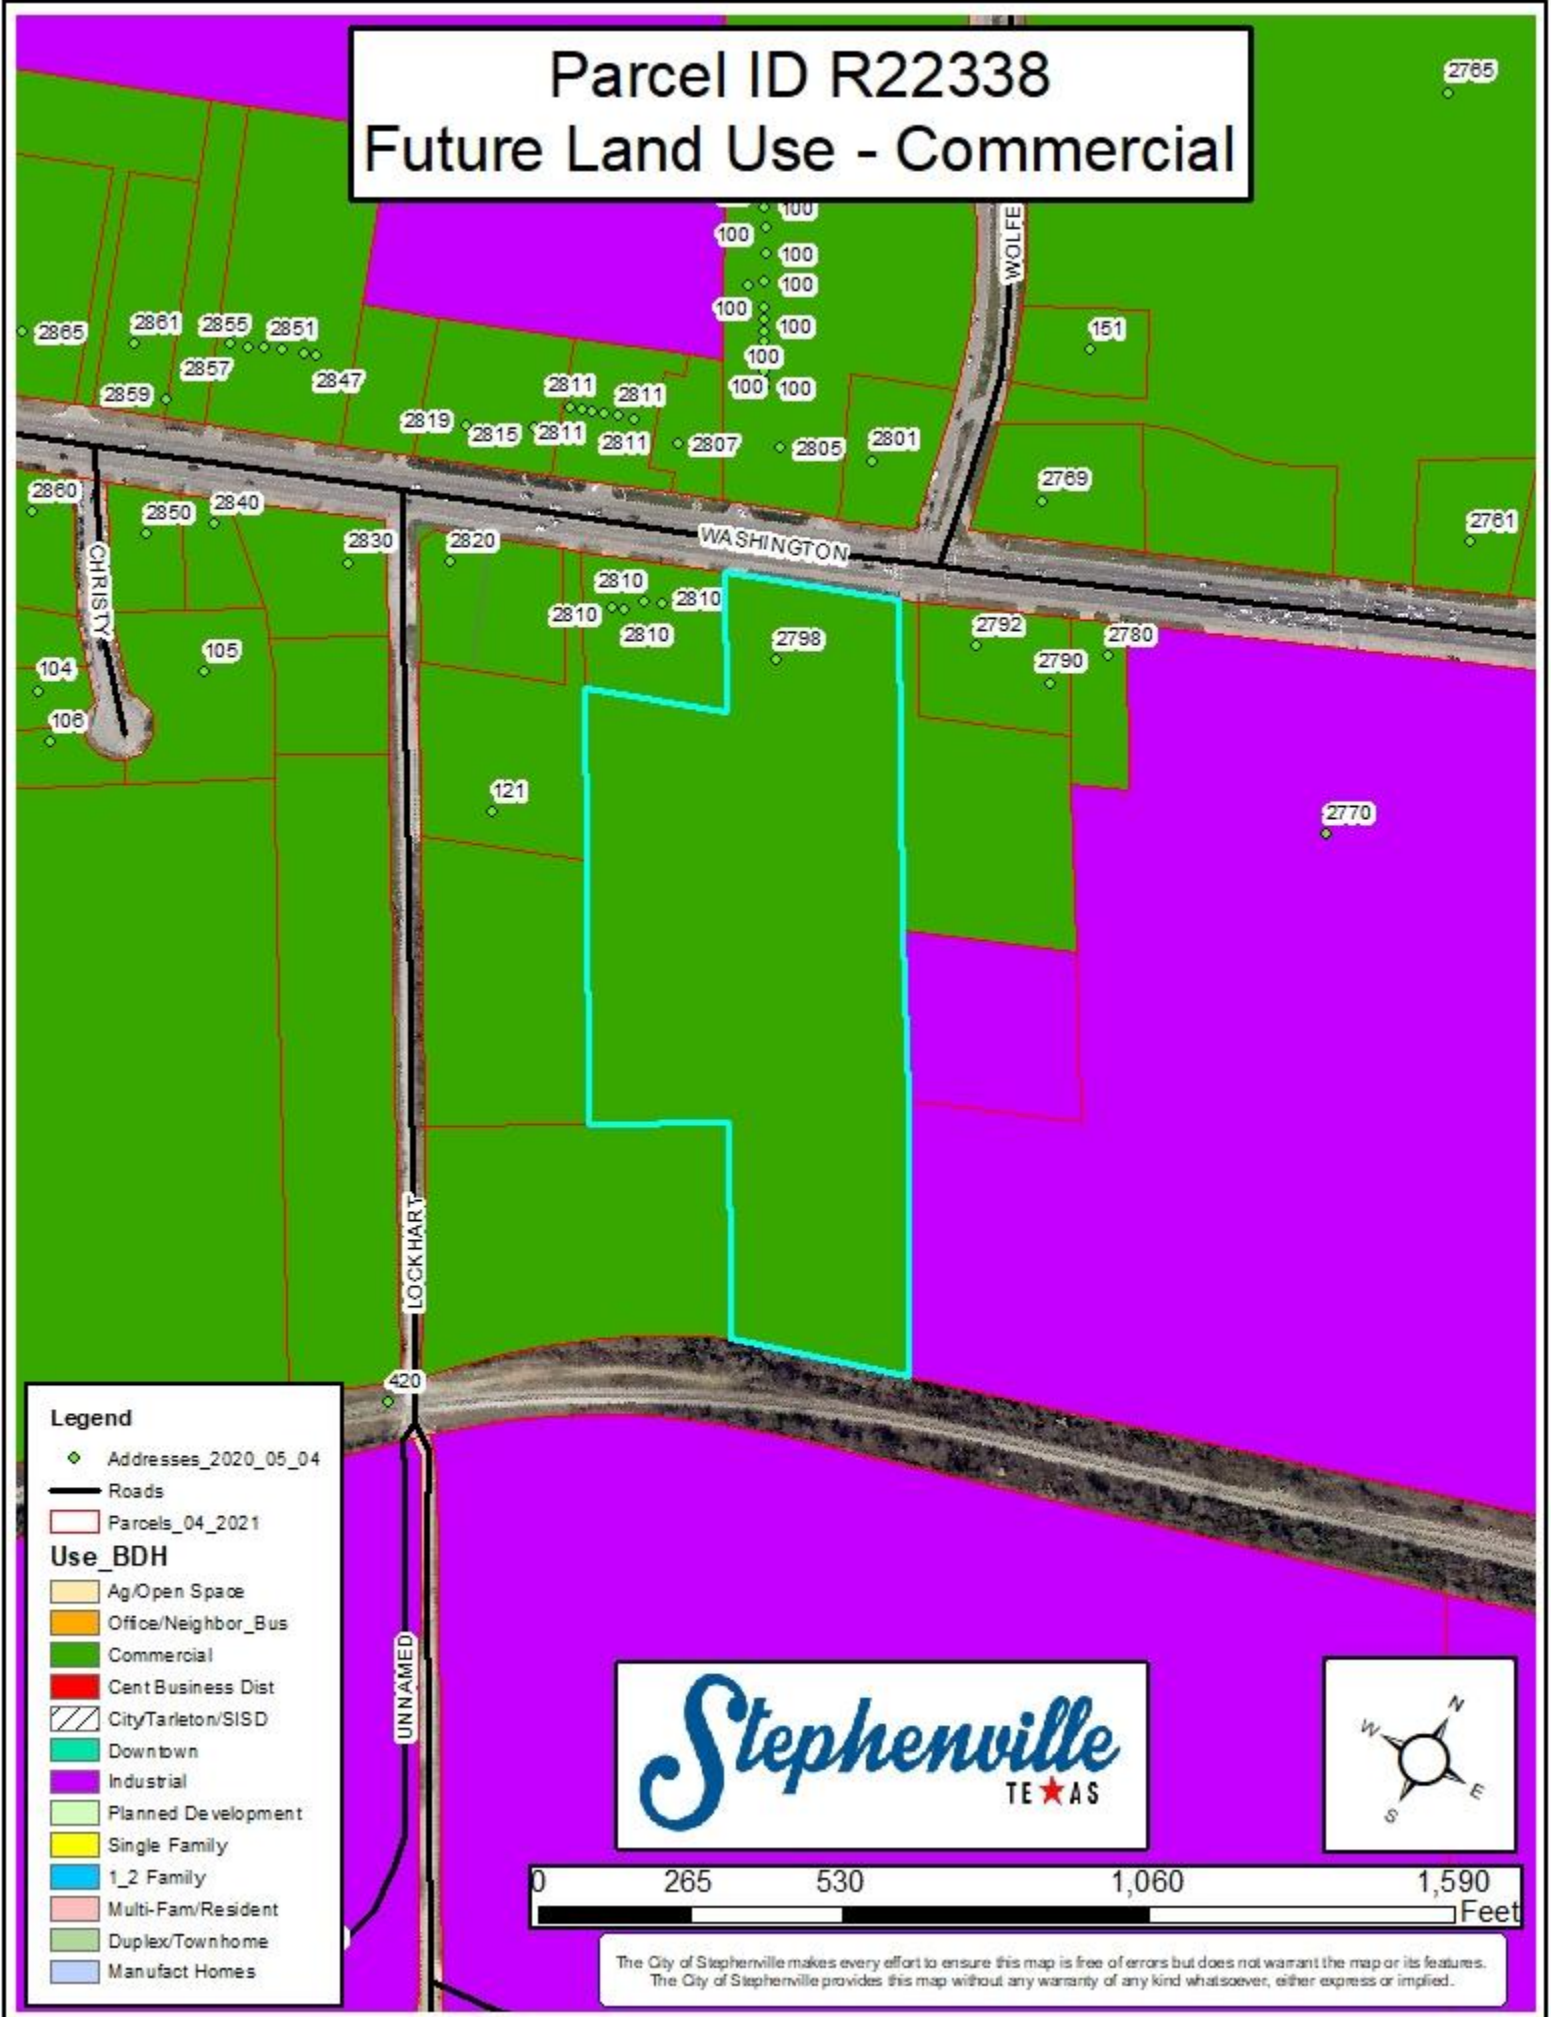 Parcel ID R22338
Future Land Use - Commercial
2765
100
100
100
100
100
100
100
100
100
WOLFE
151
2865
2861
2855
2851
2857
2847
2859
2811
2811
2819
2815
2811
2811
2807
2805
2801
2769
2761
2860
2850
2840
2830
2820
WASHINGTON
CHRISTY
2810
2810
2810
2810
2798
2792
2790
2780
104
105
106
121
2770
LOCKHART
420
UNNAMED
Legend
Addresses_2020_05_04
Roads
Parcels_04_2021
Use_BDH
Ag/Open Space
Office/Neighbor_Bus
Commercial
Cent Business Dist
City/Tarleton/SISD
Downtown
Industrial
Planned Development
Single Family
1_2 Family
Multi-Fam/Resident
Duplex/Townhome
Manufact Homes
Stephenville
TEXAS
N
W
E
S
0 265 530 1,060 1,590
Feet
The City of Stephenville makes every effort to ensure this map is free of errors but does not warrant the map or its features.
The City of Stephenville provides this map without any warranty of any kind whatsoever, either express or implied.